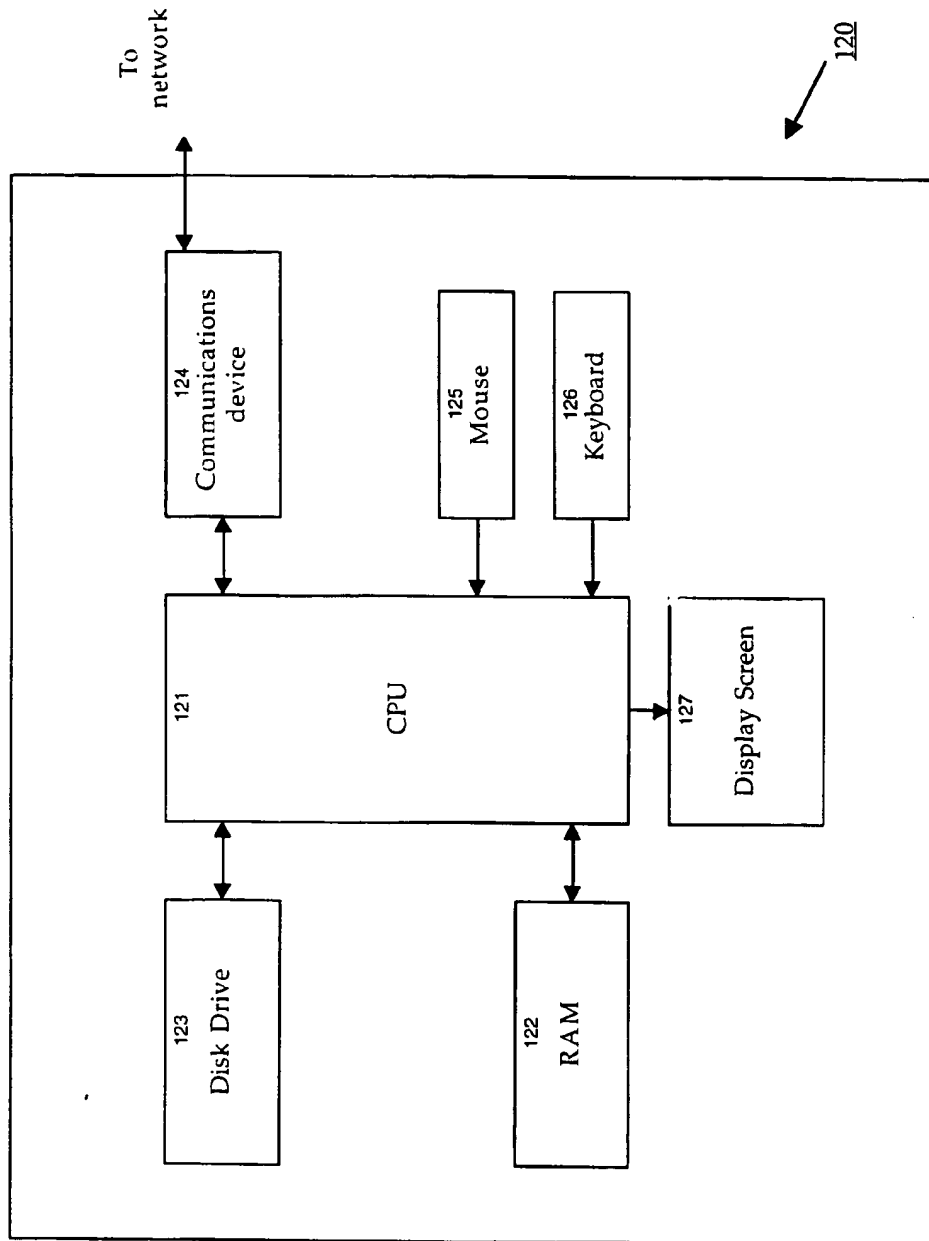 To
network
124
Communications
device
125
Mouse
126
Keyboard
121
CPU
127
Display Screen
123
Disk Drive
122
RAM
120